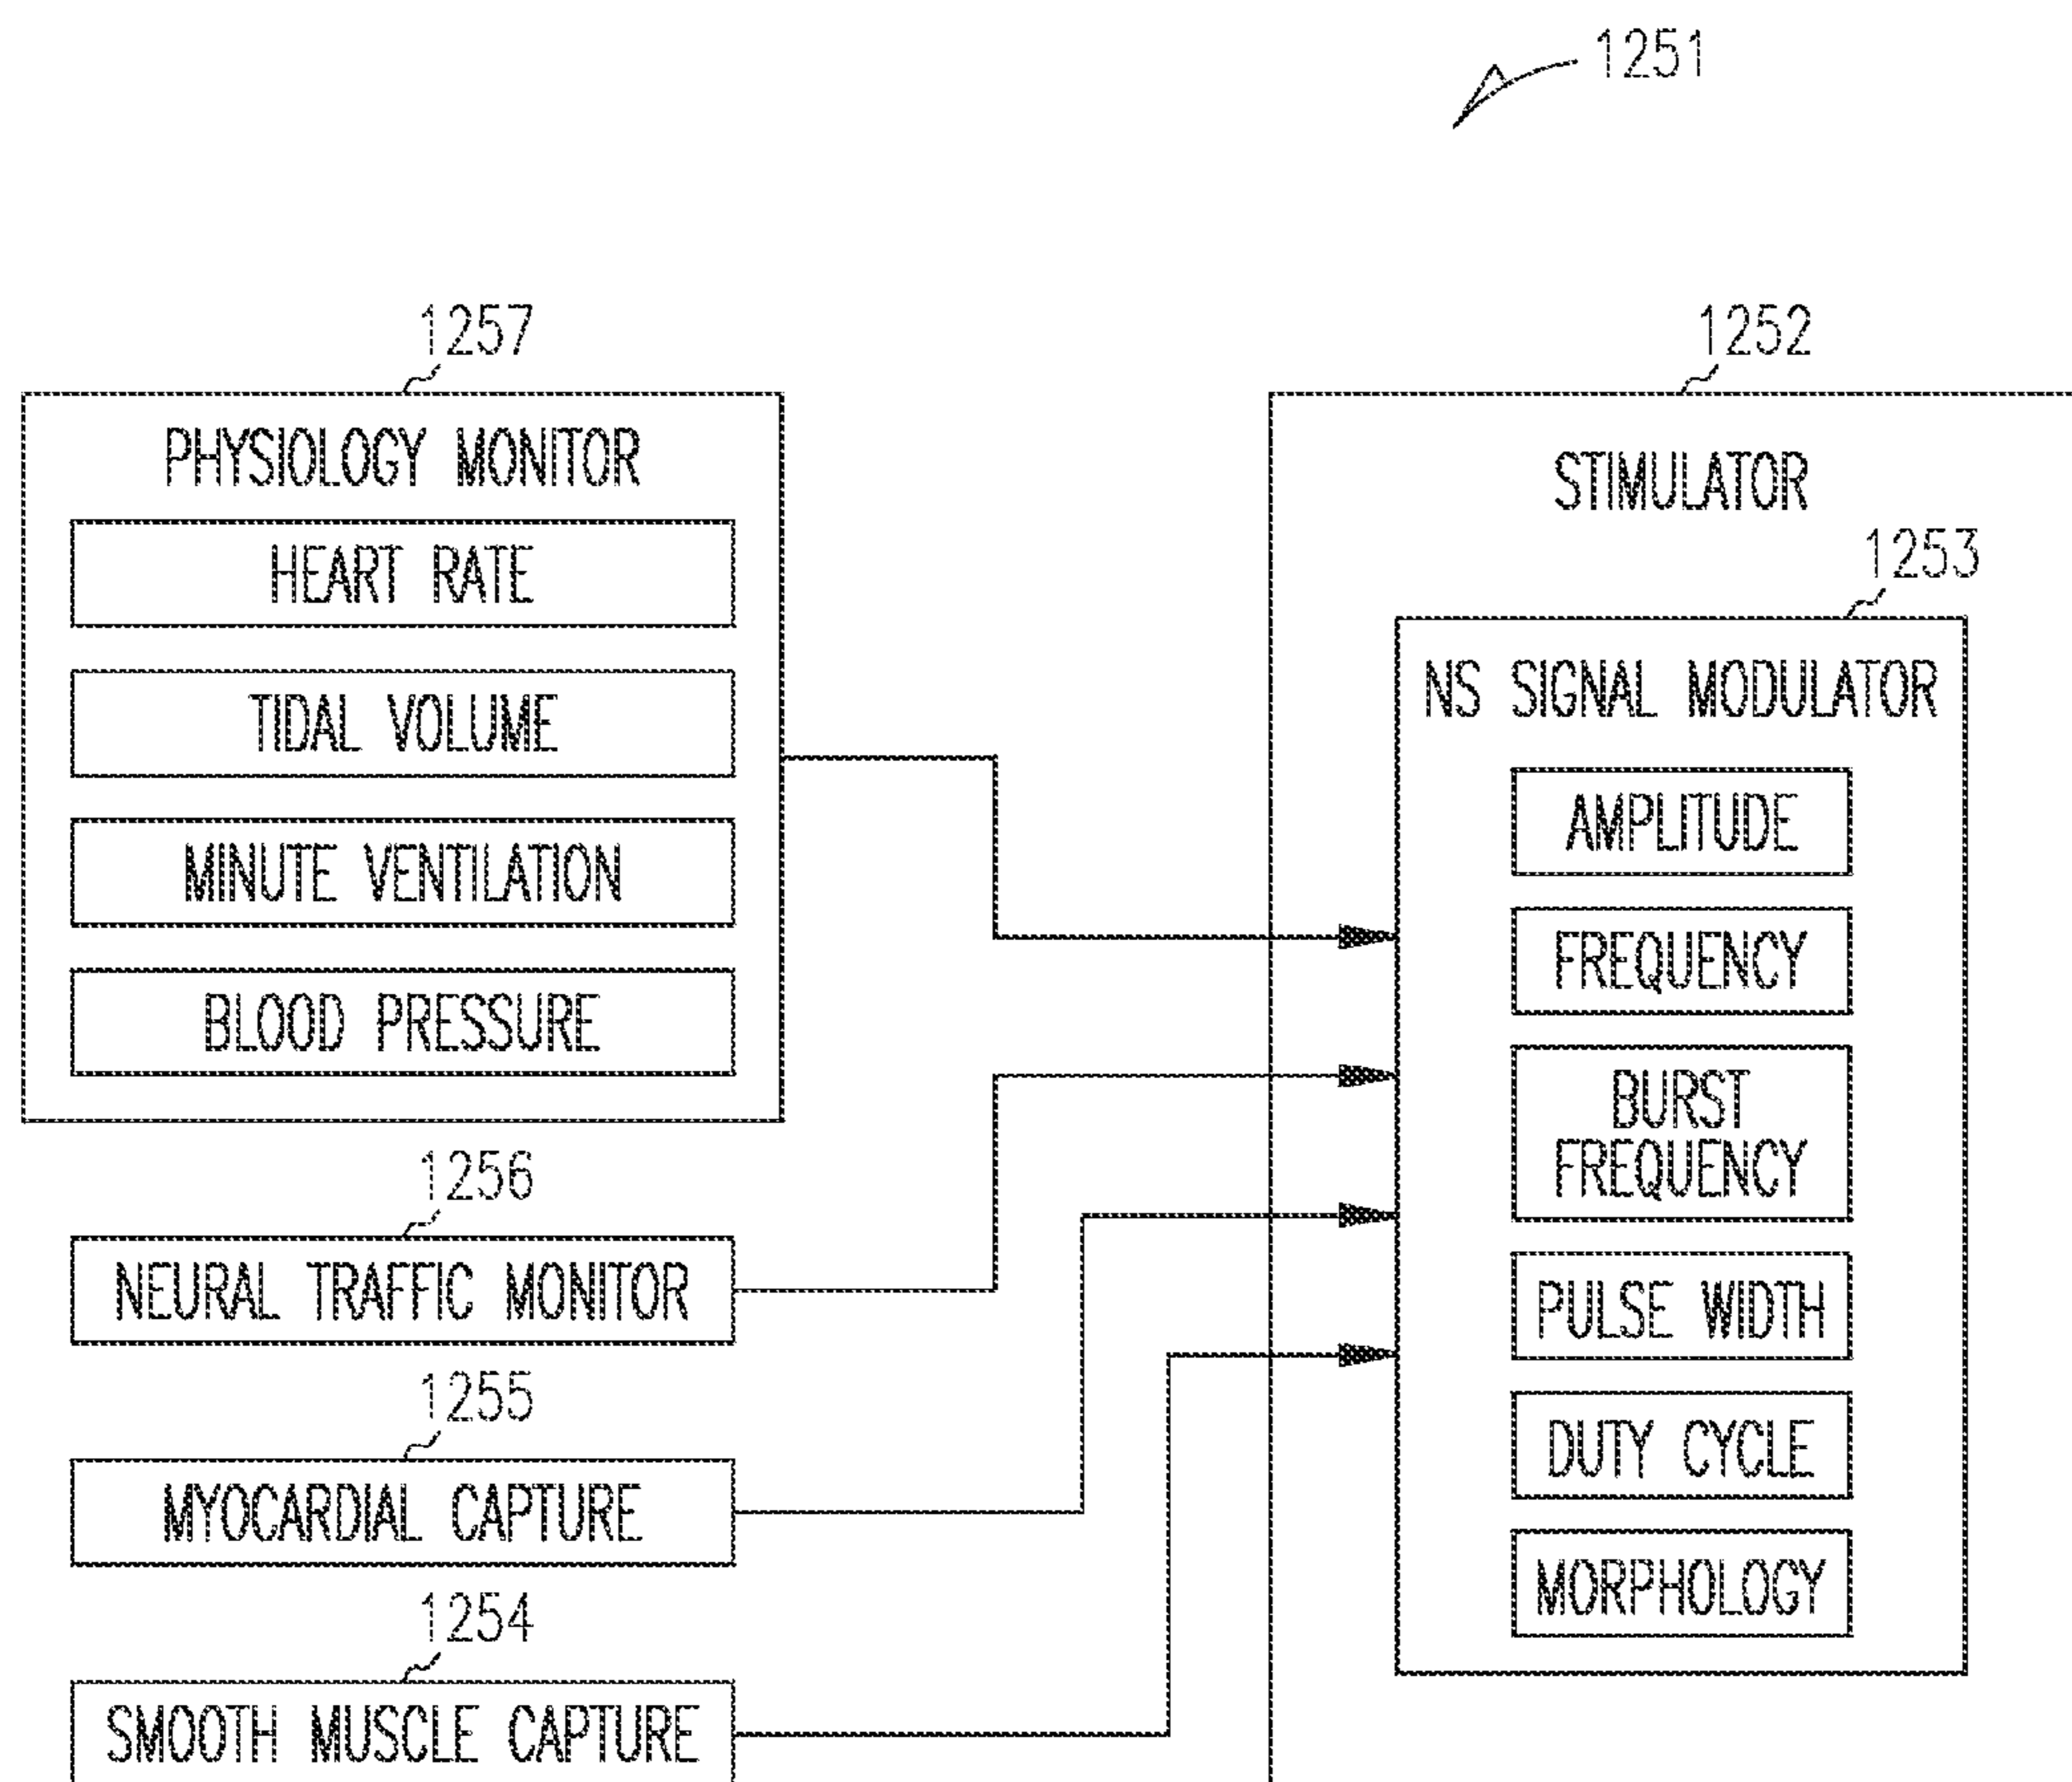 1251
1257
PHYSIOLOGY MONITOR
HEART RATE
TIDAL VOLUME
MINUTE VENTILATION
BLOOD PRESSURE
1256
NEURAL TRAFFIC MONITOR
1255
MYOCARDIAL CAPTURE
1254
SMOOTH MUSCLE CAPTURE
1252
STIMULATOR
1253
NS SIGNAL MODULATOR
AMPLITUDE
FREQUENCY
BURST
FREQUENCY
PULSE WIDTH
DUTY CYCLE
MORPHOLOGY